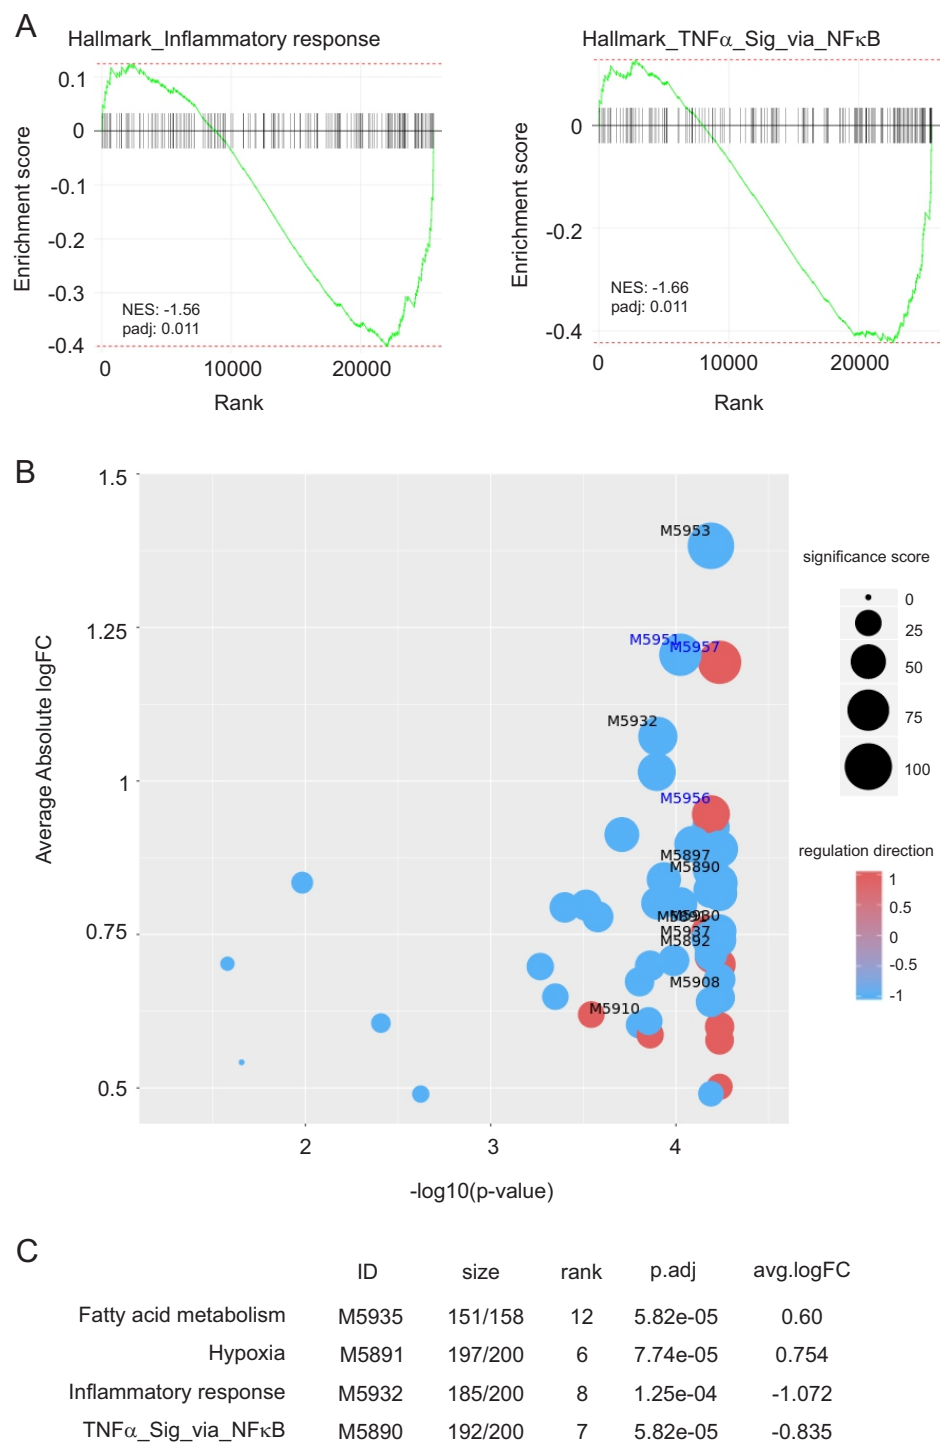 A
Hallmark_Inflammatory response
Hallmark_TNFα_Sig_via_NFκB
Enrichment score
0.1
0
-0.1
-0.2
-0.3
-0.4
NES: -1.56
padj: 0.011
0 10000 20000
Rank
Enrichment score
0
-0.2
-0.4
NES: -1.66
padj: 0.011
0 10000 20000
Rank
B
Average Absolute logFC
1.5
1.25
1
0.75
0.5
M5953
M5951
M5957
M5932
M5956
M5897
M5890
M5930
M5937
M5892
M5908
M5910
2 3 4
-log10(p-value)
significance score
0
25
50
75
100
regulation direction
1
0.5
0
-0.5
-1
C
ID size rank p.adj avg.logFC
Fatty acid metabolism M5935 151/158 12 5.82e-05 0.60
Hypoxia M5891 197/200 6 7.74e-05 0.754
Inflammatory response M5932 185/200 8 1.25e-04 -1.072
TNFα_Sig_via_NFκB M5890 192/200 7 5.82e-05 -0.835